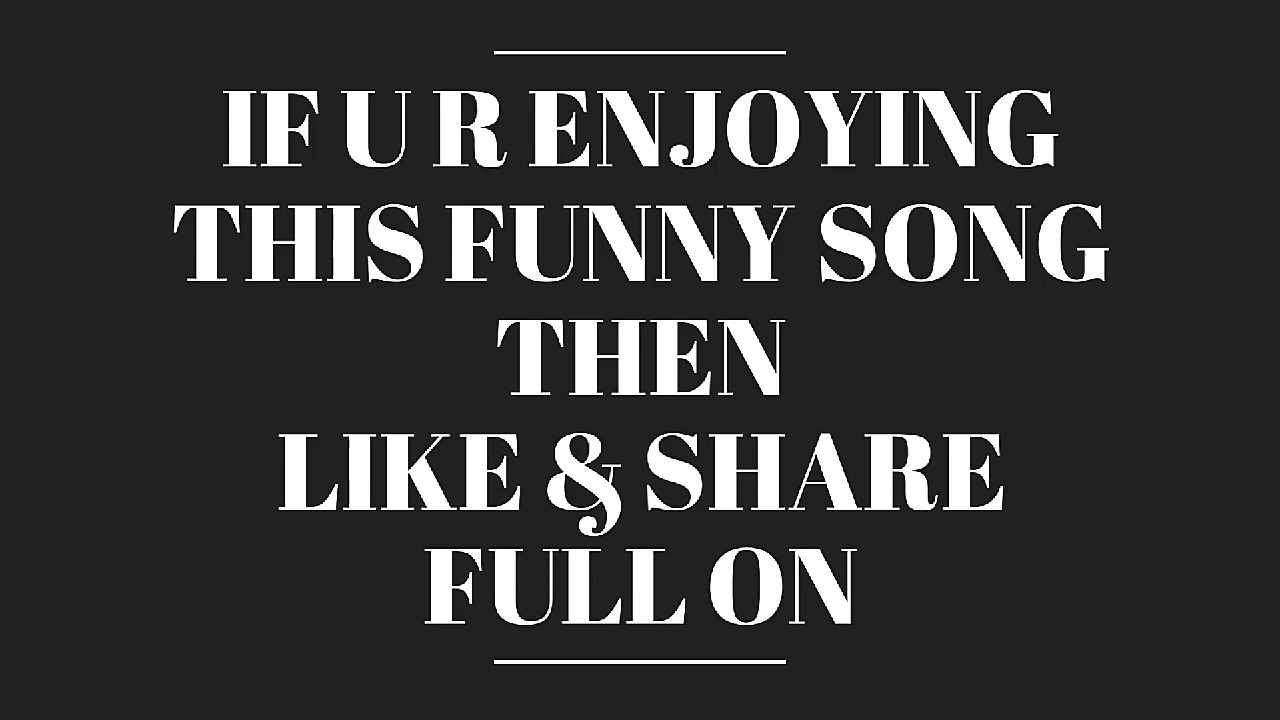 IF U R ENJOYING
THIS FUNNY SONG
THEN
LIKE & SHARE
FULL ON